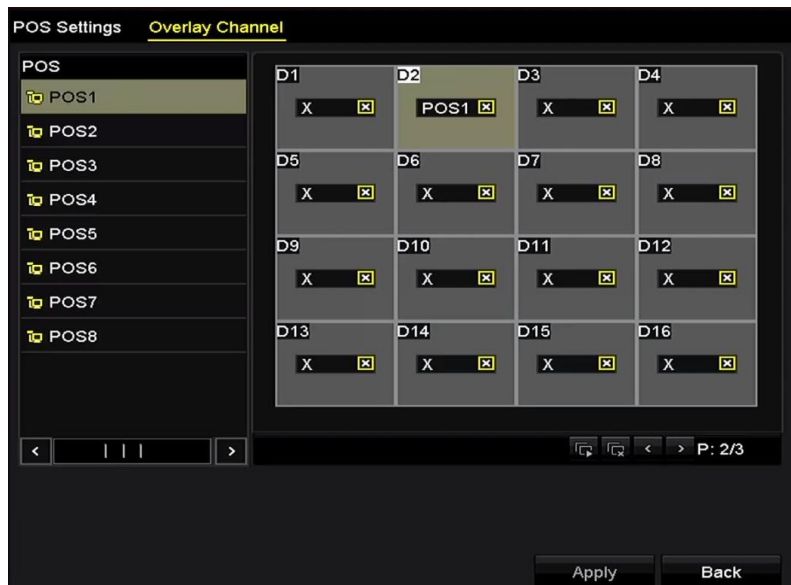 POS Settings Overlay Channel
POS
POS1
POS2
POS3
POS4
POS5
POS6
POS7
POS8
D1 D2 D3 D4
X POS1 X X
D5 D6 D7 D8
X X X X
D9 D10 D11 D12
X X X X
D13 D14 D15 D16
X X X X
P: 2/3
Apply Back